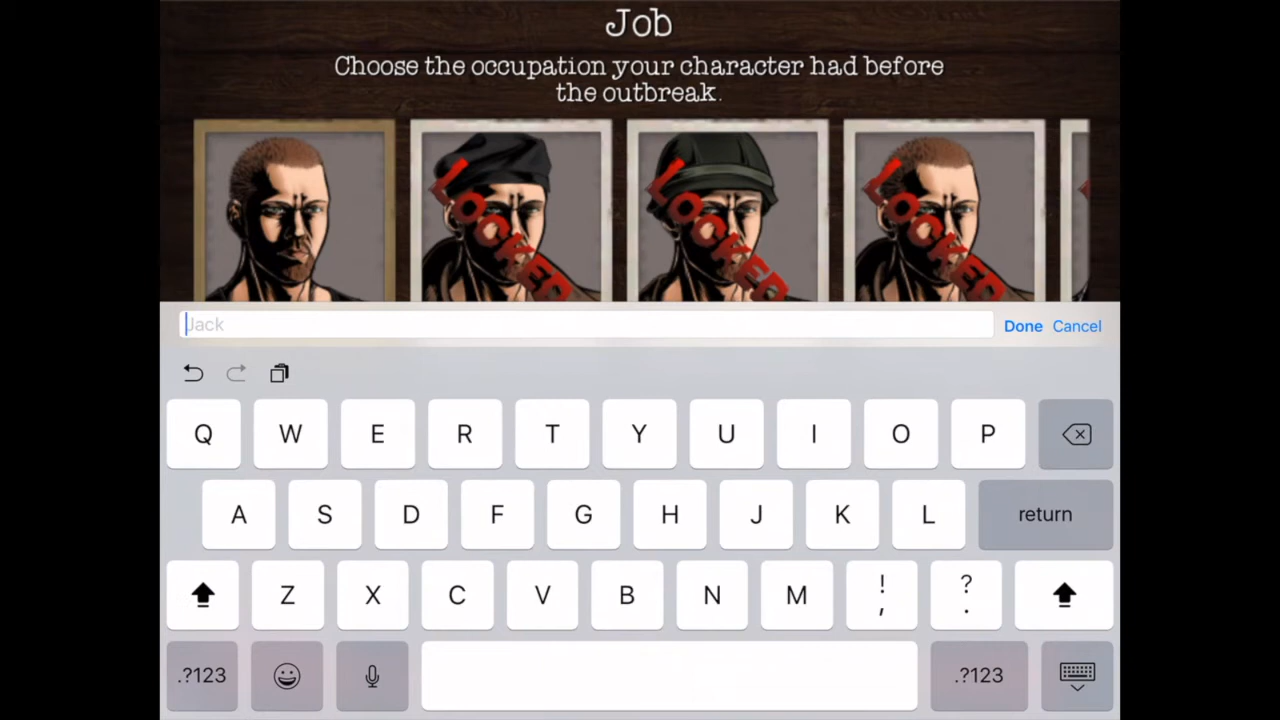 Job
Choose the occupation your character had before
the outbreak.
LOCKED LOCKED LOCKED
Jack Done Cancel
Q W E R T Y U I O P
A S D F G H J K L return
Z X C V B N M ! , ? .
.?123 .?123